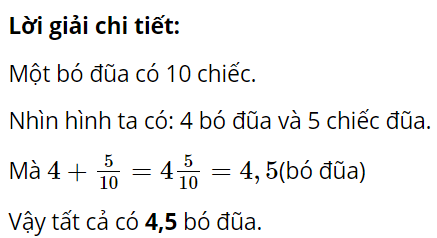 Lời giải chi tiết:
Một bó đũa có 10 chiếc.
Nhìn hình ta có: 4 bó đũa và 5 chiếc đũa.
Mà 4 + 5/10 = 4 5/10 = 4,5(bó đũa)
Vậy tất cả có 4,5 bó đũa.